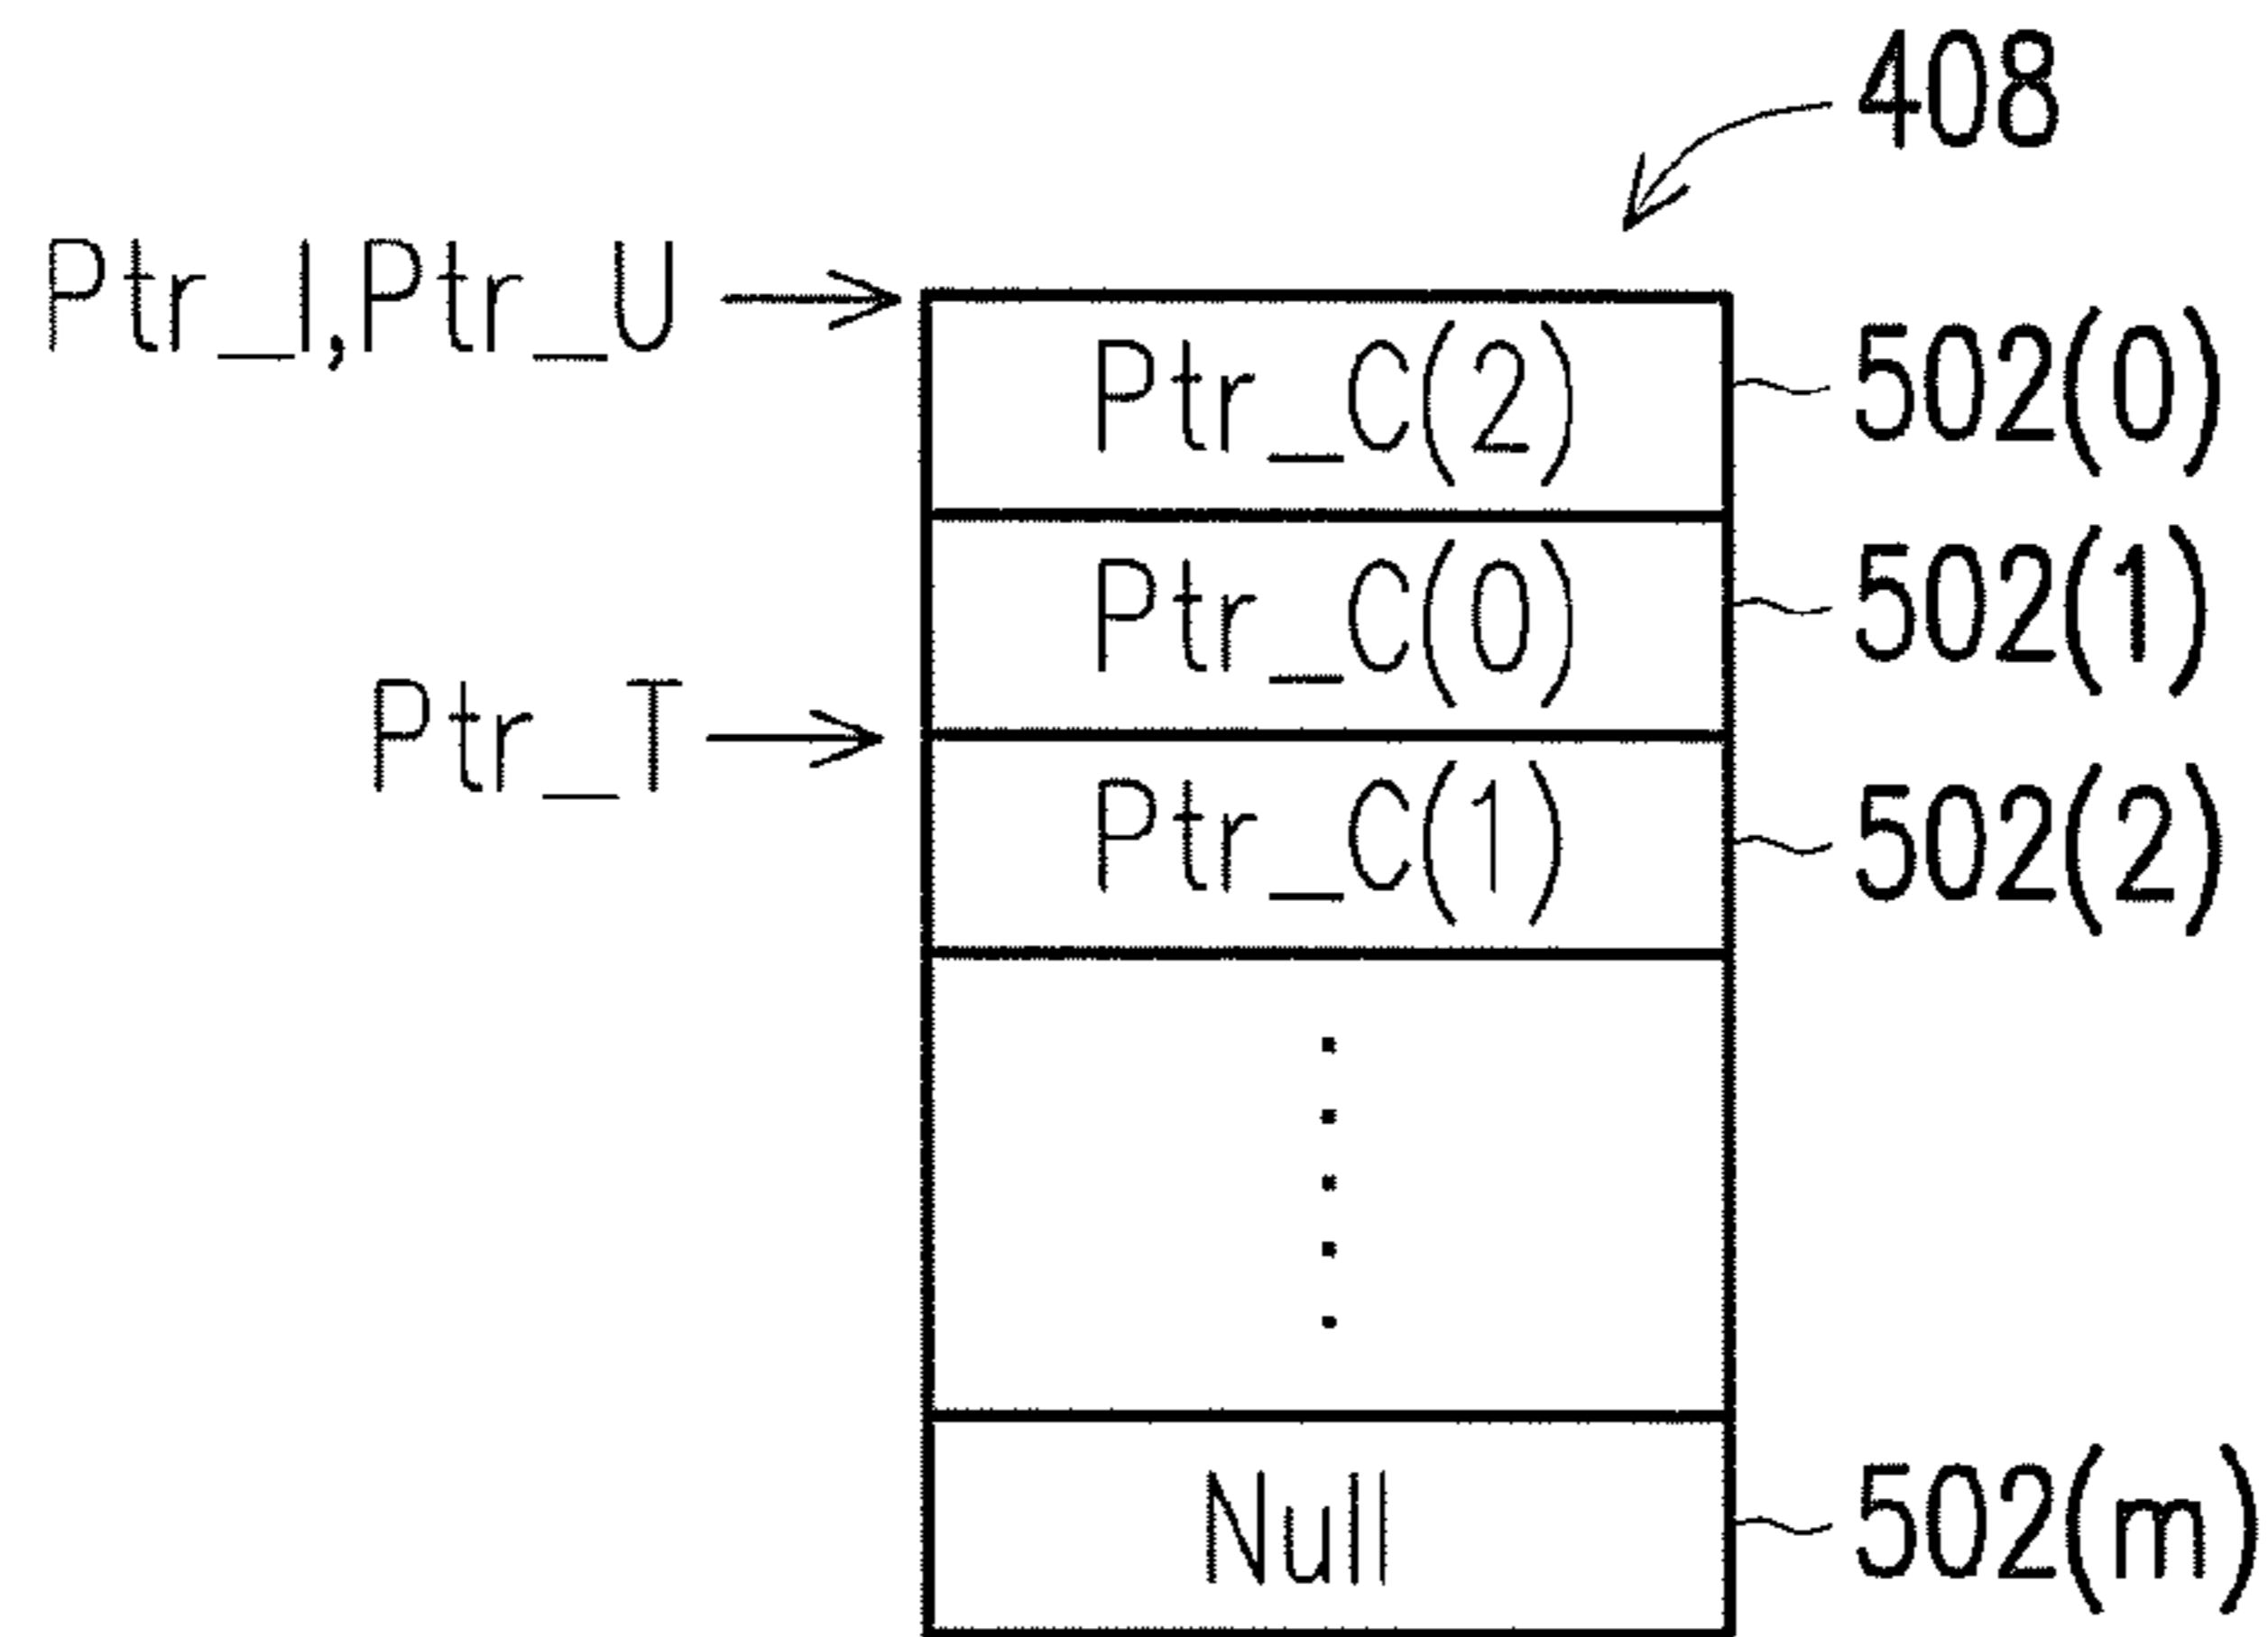 408
Ptr_I,Ptr_U
Ptr_C(2) 502(0)
Ptr_C(0) 502(1)
Ptr_T
Ptr_C(1) 502(2)
Null 502(m)